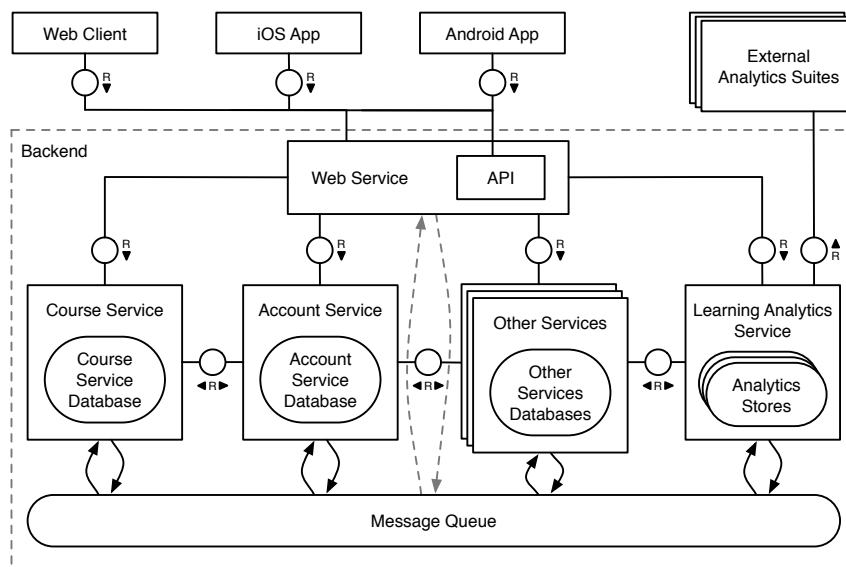 Web Client
iOS App
Android App
External
Analytics Suites
R
R
R
Backend
Web Service
API
R
R
R
R
R
Course Service
Account Service
Other Services
Learning Analytics
Service
Course
Service
Database
Account
Service
Database
Other
Services
Databases
Analytics
Stores
R
R
R
Message Queue